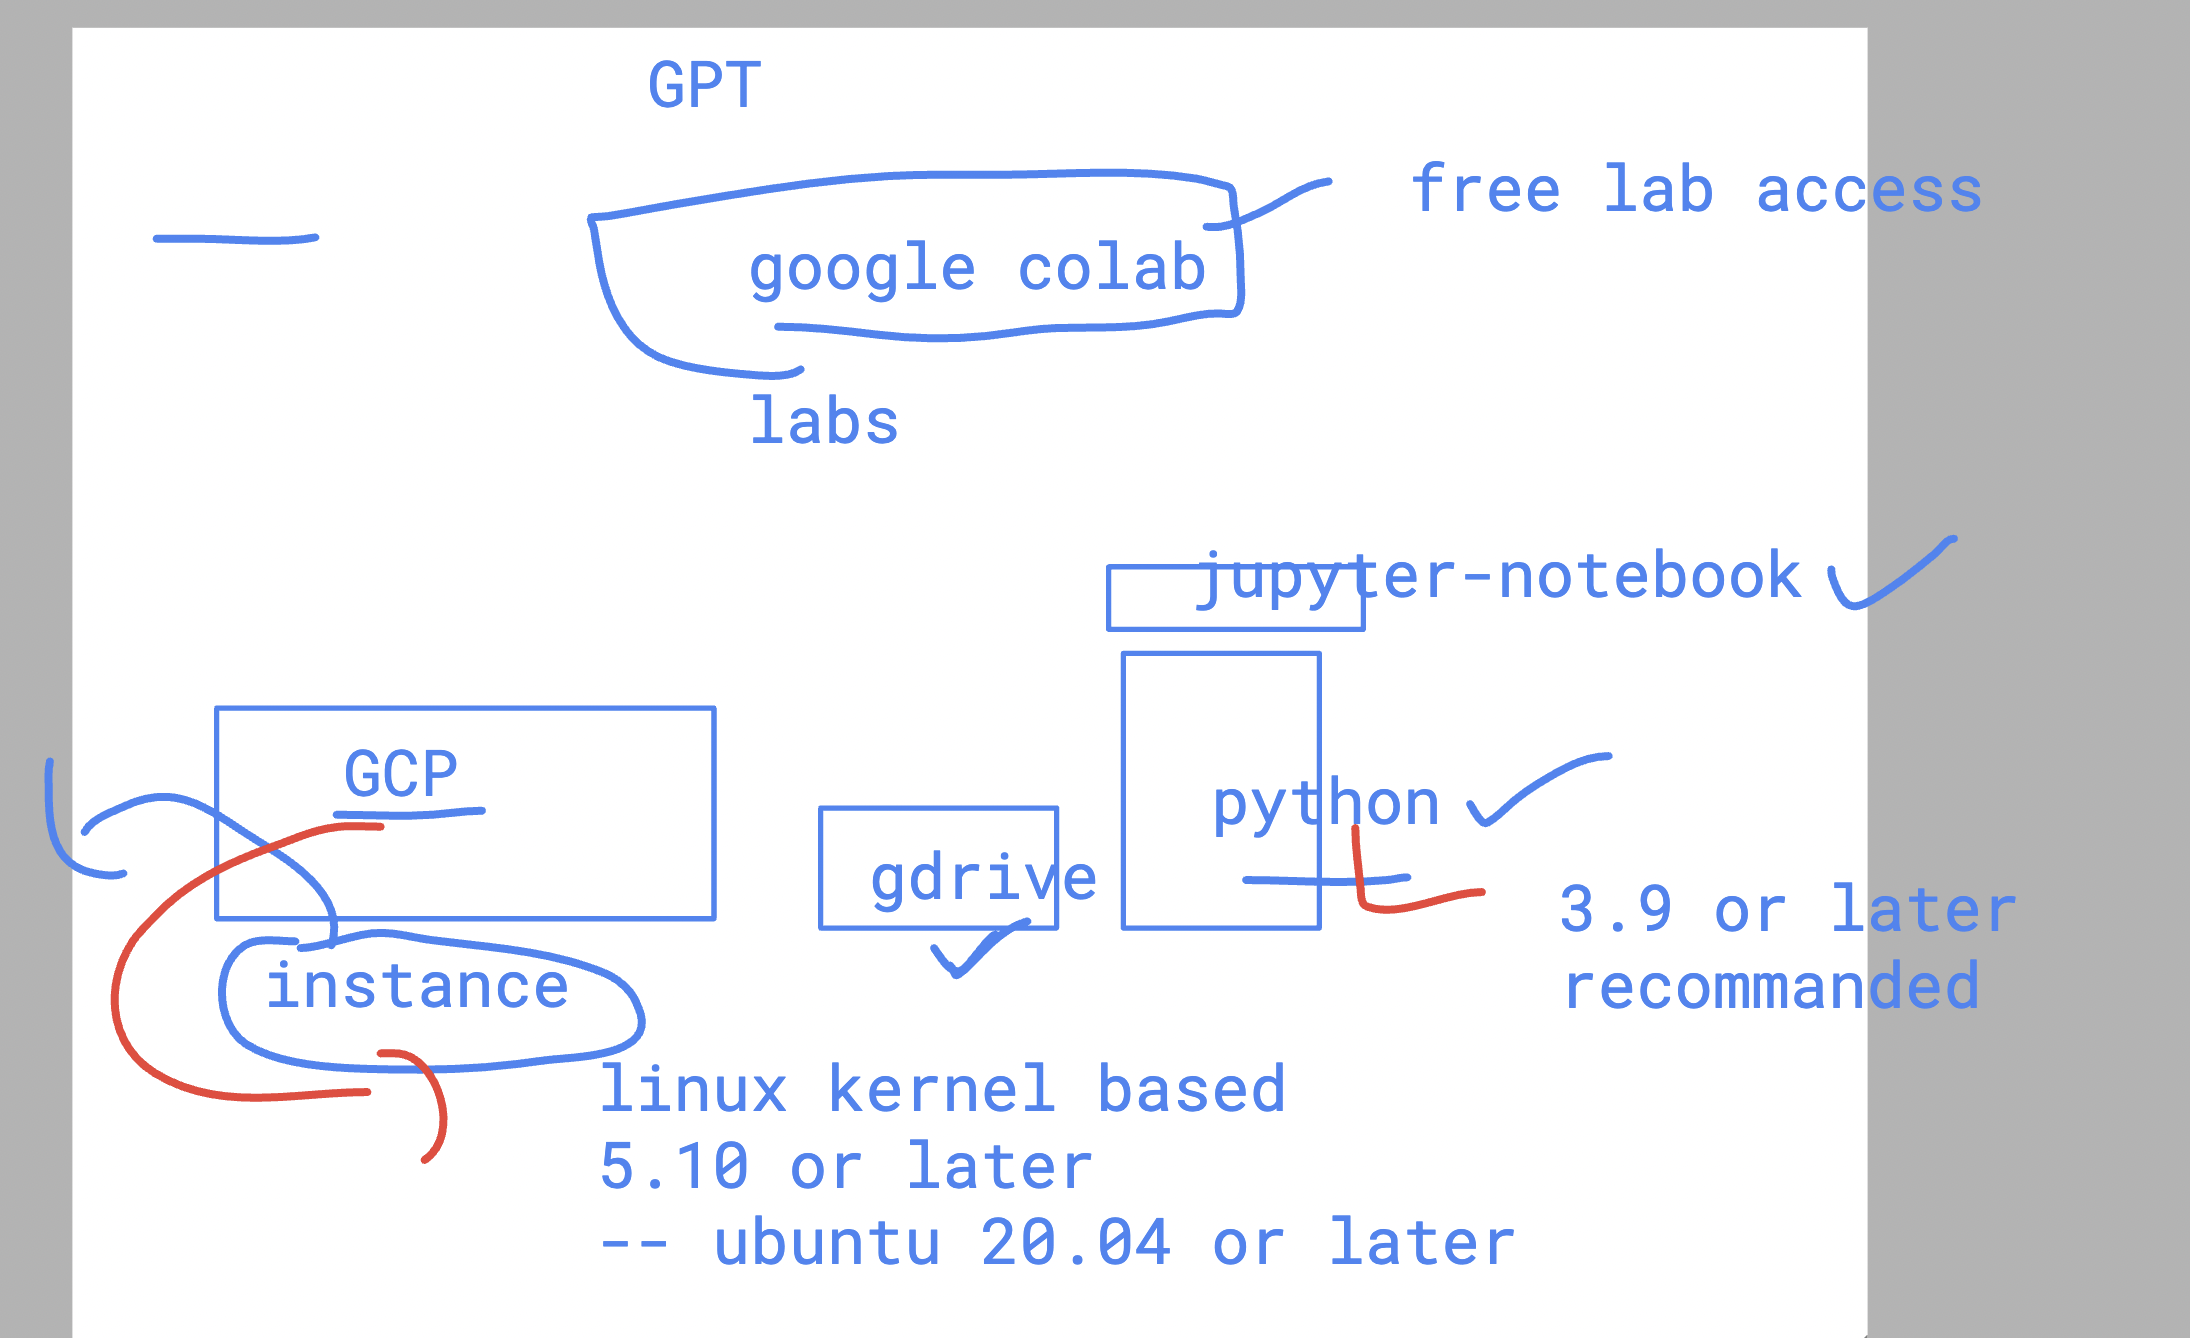 GPT
free lab access
google colab
labs
jupyter-notebook
GCP
python
gdrive
3.9 or later
recommanded
instance
linux kernel based
5.10 or later
-- ubuntu 20.04 or later